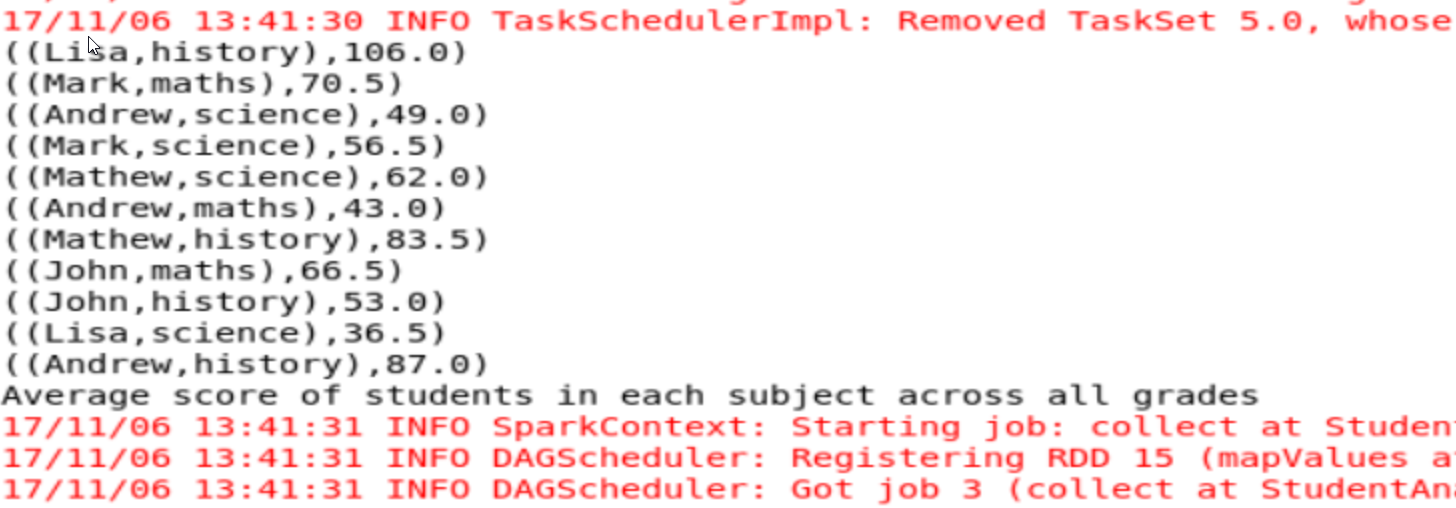 17/11/06 13:41:30 INFO TaskSchedulerImpl: Removed TaskSet 5.0, whose
((Lisa,history),106.0)
((Mark,maths),70.5)
((Andrew,science),49.0)
((Mark,science),56.5)
((Mathew,science),62.0)
((Andrew,maths),43.0)
((Mathew,history),83.5)
((John,maths),66.5)
((John,history),53.0)
((Lisa,science),36.5)
((Andrew,history),87.0)
Average score of students in each subject across all grades
17/11/06 13:41:31 INFO SparkContext: Starting job: collect at Studen
17/11/06 13:41:31 INFO DAGScheduler: Registering RDD 15 (mapValues a
17/11/06 13:41:31 INFO DAGScheduler: Got job 3 (collect at StudentAn